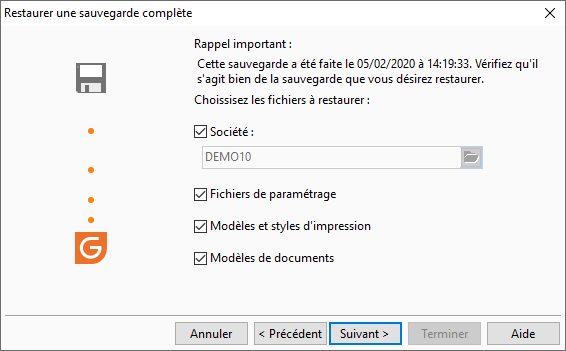 Restaurer une sauvegarde complète
Rappel important :
Cette sauvegarde a été faite le 05/02/2020 à 14:19:33. Vérifiez qu'il
s'agit bien de la sauvegarde que vous désirez restaurer.
Choissisez les fichiers à restaurer :
Société :
DEMO10
Fichiers de paramétrage
Modèles et styles d'impression
Modèles de documents
Annuler
< Précédent
Suivant >
Terminer
Aide